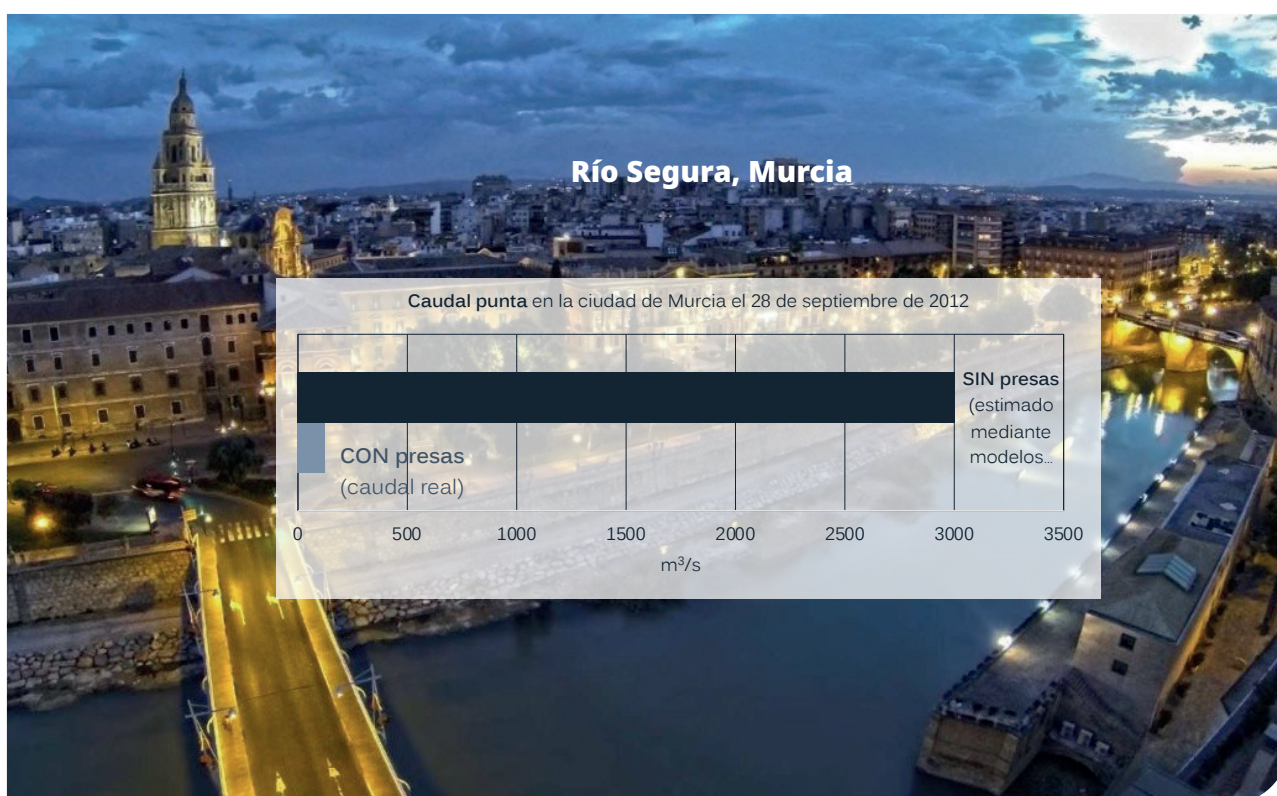 Río Segura, Murcia
Caudal punta en la ciudad de Murcia el 28 de septiembre de 2012
SIN presas
(estimado
mediante
modelos…
CON presas
(caudal real)
0 500 1000 1500 2000 2500 3000 3500
m³/s